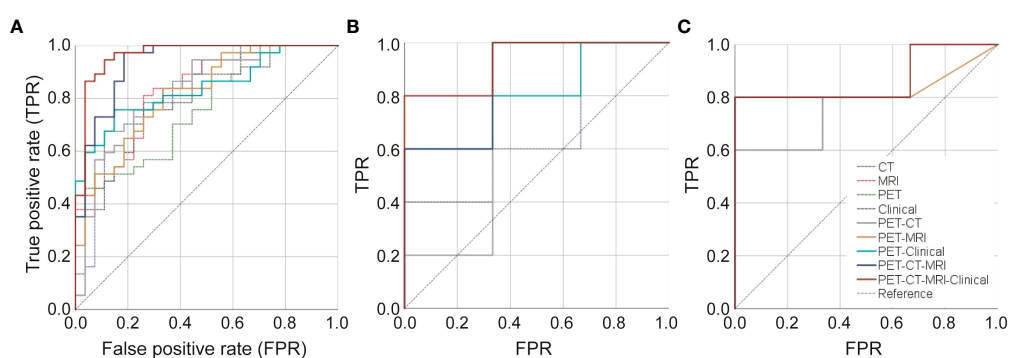 A
B
C
1.0
0.8
0.6
0.4
0.2
0.0
True positive rate (TPR)
0.0 0.2 0.4 0.6 0.8 1.0
False positive rate (FPR)
1.0
0.8
0.6
0.4
0.2
0.0
TPR
0.0 0.2 0.4 0.6 0.8 1.0
FPR
1.0
0.8
0.6
0.4
0.2
0.0
TPR
0.0 0.2 0.4 0.6 0.8 1.0
FPR
CT
MRI
PET
Clinical
PET-CT
PET-MRI
PET-Clinical
PET-CT-MRI
PET-CT-MRI-Clinical
Reference